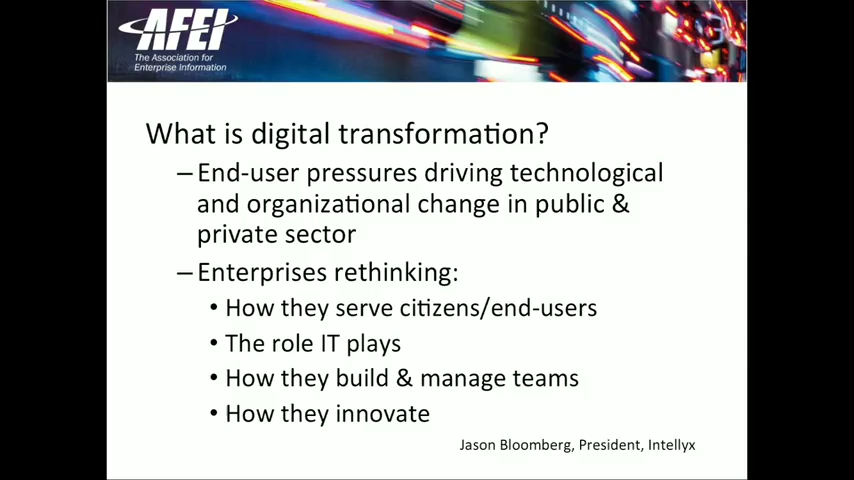 AFEI
The Association for
Enterprise Information
What is digital transformation?
– End-user pressures driving technological
and organizational change in public &
private sector
– Enterprises rethinking:
• How they serve citizens/end-users
• The role IT plays
• How they build & manage teams
• How they innovate
Jason Bloomberg, President, Intellyx